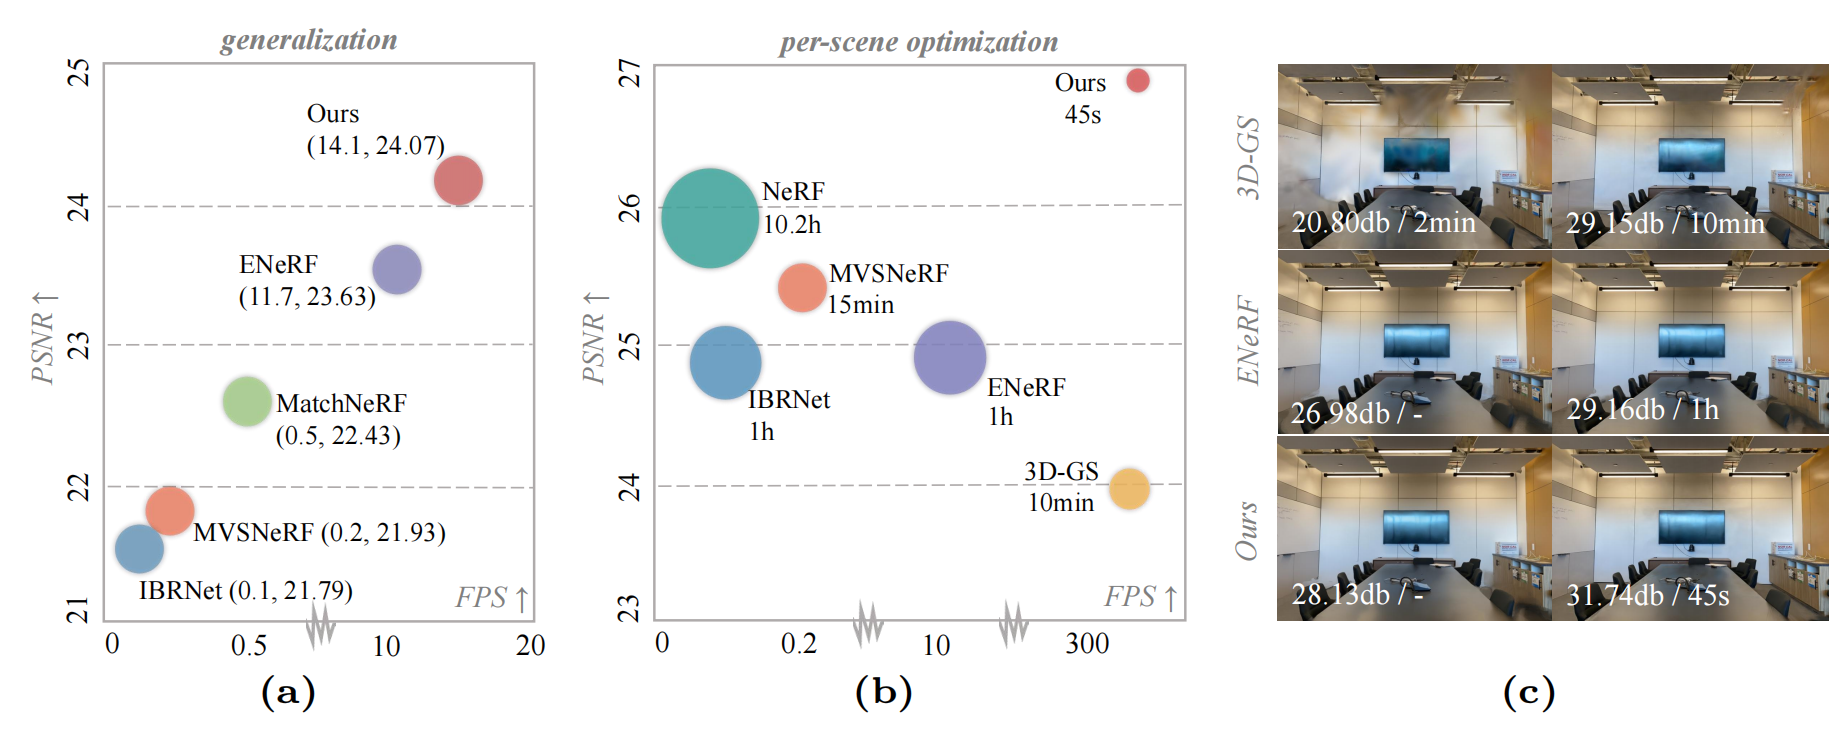 generalization
25
24
23
22
21
PSNR ↑
Ours
(14.1, 24.07)
ENeRF
(11.7, 23.63)
MatchNeRF
(0.5, 22.43)
MVSNeRF (0.2, 21.93)
IBRNet (0.1, 21.79)
FPS ↑
0 0.5 10 20
(a)
per-scene optimization
27
26
25
24
23
PSNR ↑
Ours
45s
NeRF
10.2h
MVSNeRF
15min
IBRNet
1h
ENeRF
1h
3D-GS
10min
FPS ↑
0 0.2 10 300
(b)
3D-GS
20.80db / 2min
29.15db / 10min
ENeRF
26.98db / -
29.16db / 1h
Ours
28.13db / -
31.74db / 45s
(c)